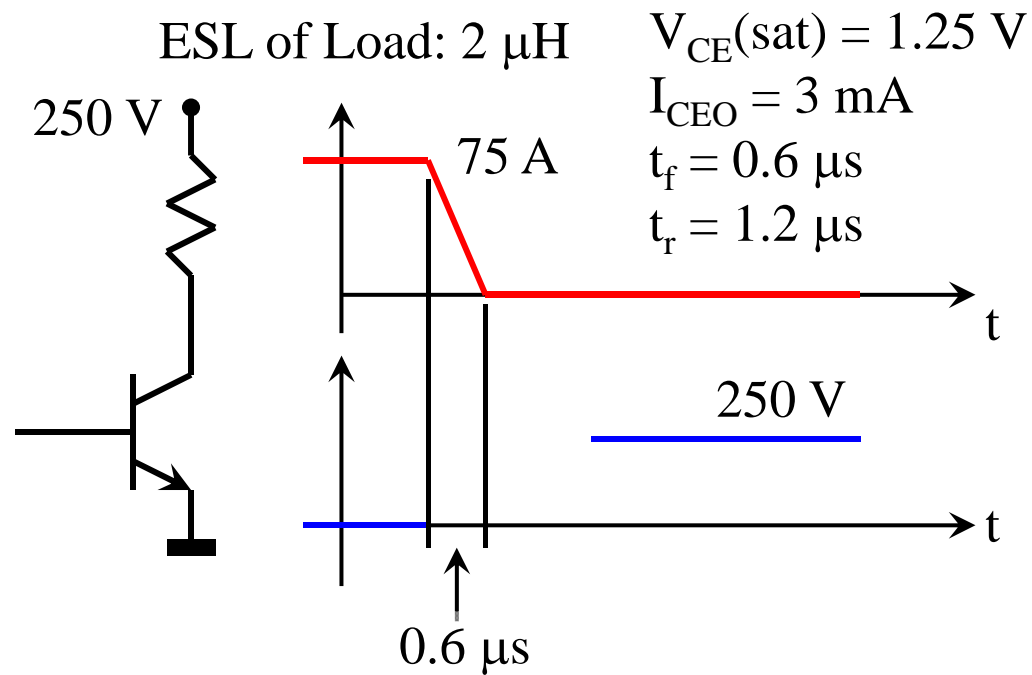 ESL of Load: 2 μH
V_CE(sat) = 1.25 V
I_CEO = 3 mA
t_f = 0.6 μs
t_r = 1.2 μs
250 V
75 A
t
250 V
t
0.6 μs